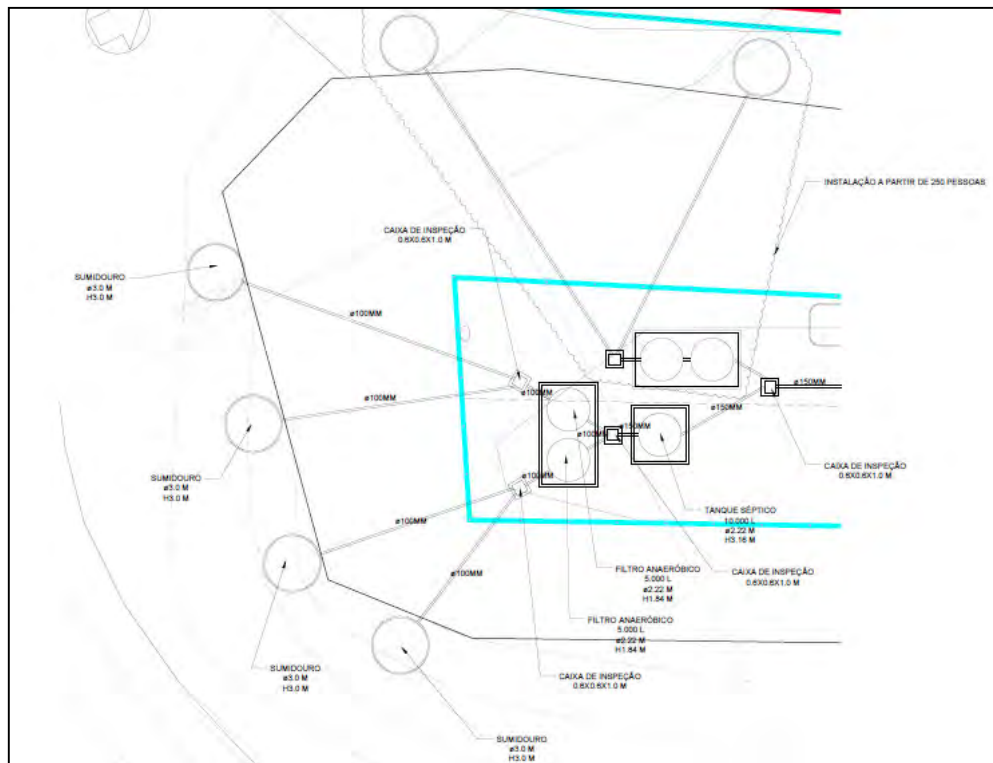 INSTALAÇÃO A PARTIR DE 250 PESSOAS
CAIXA DE INSPEÇÃO
0.6X0.6X1.0 M
SUMIDOURO
ø3.0 M
H3.0 M
ø100MM
ø100MM
ø100MM
ø150MM
ø150MM
ø150MM
ø100MM
ø100MM
CAIXA DE INSPEÇÃO
0.6X0.6X1.0 M
SUMIDOURO
ø3.0 M
H3.0 M
ø100MM
ø100MM
TANQUE SÉPTICO
10.000 L
ø2.22 M
H3.16 M
FILTRO ANAERÓBICO
5.000 L
ø2.22 M
H1.84 M
CAIXA DE INSPEÇÃO
0.6X0.6X1.0 M
FILTRO ANAERÓBICO
5.000 L
ø2.22 M
H1.84 M
SUMIDOURO
ø3.0 M
H3.0 M
CAIXA DE INSPEÇÃO
0.6X0.6X1.0 M
SUMIDOURO
ø3.0 M
H3.0 M